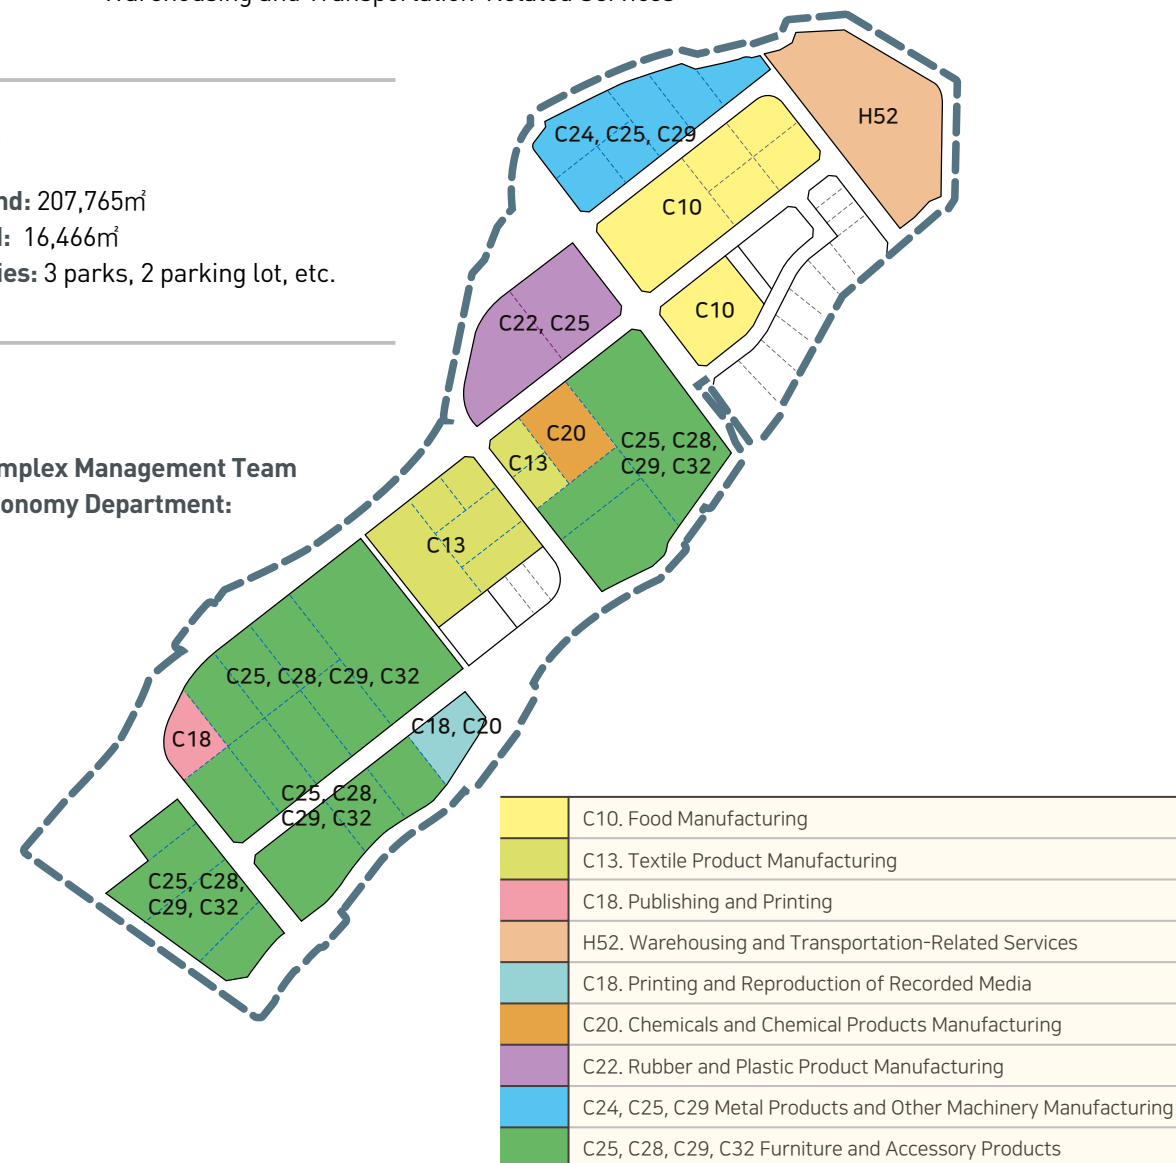 Warehousing and Transportation-Related Services
nd: 207,765㎡
: 16,466㎡
ies: 3 parks, 2 parking lot, etc.
mplex Management Team
onomy Department:
H52
C24, C25, C29
C10
C10
C22, C25
C20
C13
C25, C28,
C29, C32
C13
C25, C28, C29, C32
C18
C18, C20
C25, C28,
C29, C32
C25, C28,
C29, C32
C10. Food Manufacturing
C13. Textile Product Manufacturing
C18. Publishing and Printing
H52. Warehousing and Transportation-Related Services
C18. Printing and Reproduction of Recorded Media
C20. Chemicals and Chemical Products Manufacturing
C22. Rubber and Plastic Product Manufacturing
C24, C25, C29 Metal Products and Other Machinery Manufacturing
C25, C28, C29, C32 Furniture and Accessory Products